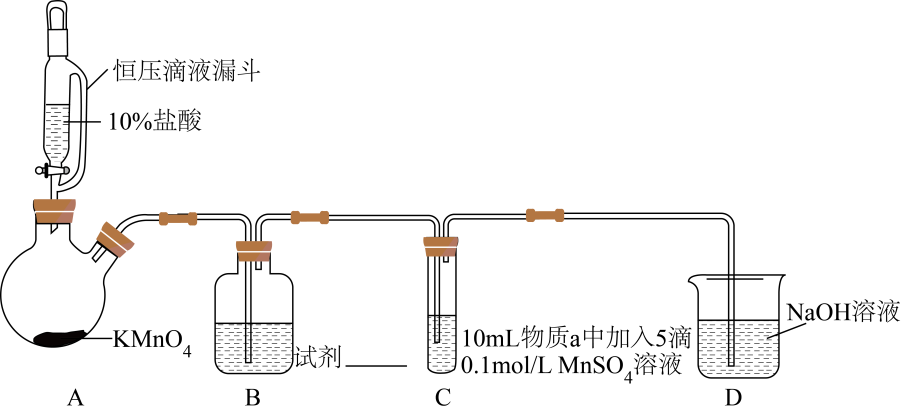 恒压滴液漏斗
10%盐酸
KMnO4
试剂
10mL物质a中加入5滴
0.1mol/L MnSO4溶液
NaOH溶液
A
B
C
D